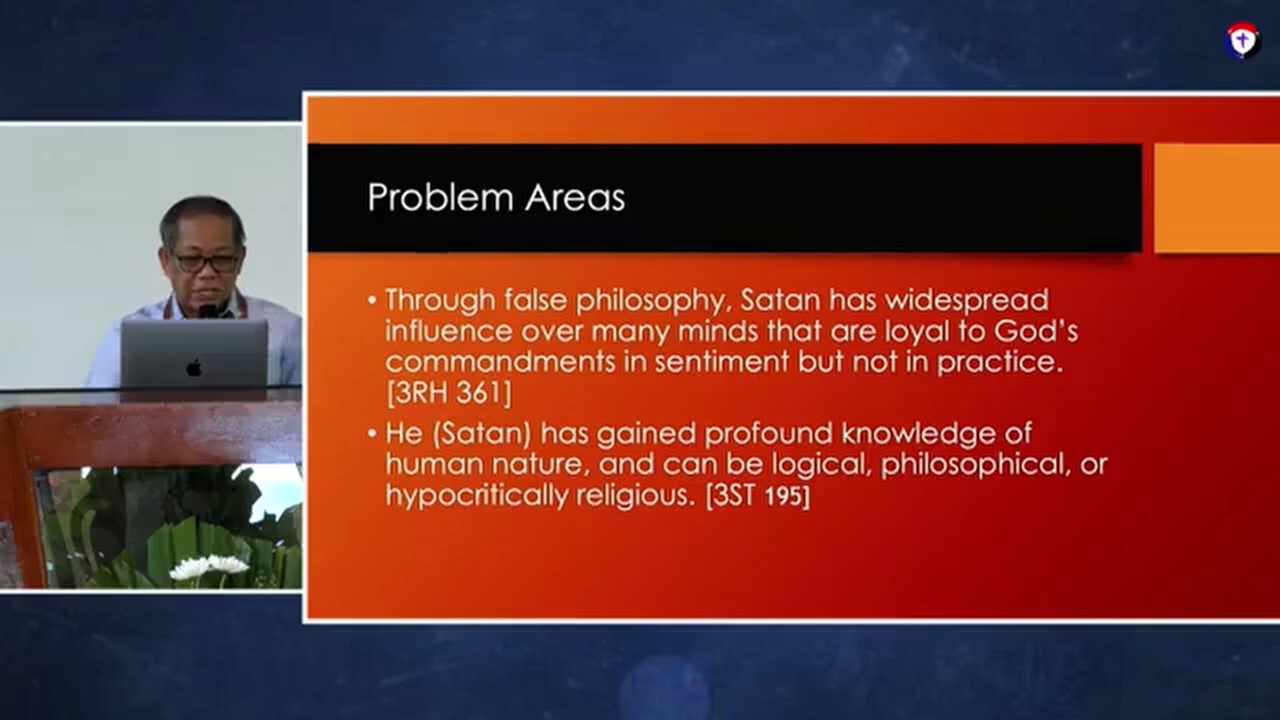 Problem Areas
• Through false philosophy, Satan has widespread
influence over many minds that are loyal to God's
commandments in sentiment but not in practice.
[3RH 361]
• He (Satan) has gained profound knowledge of
human nature, and can be logical, philosophical, or
hypocritically religious. [3ST 195]